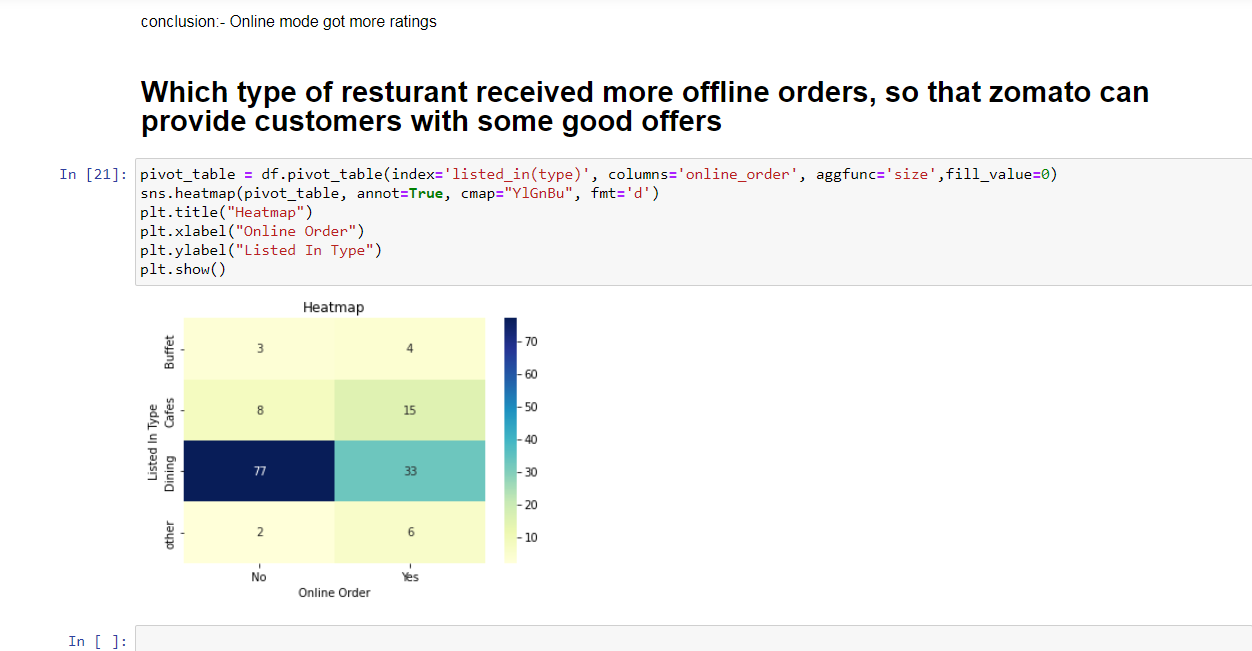 conclusion:- Online mode got more ratings
Which type of resturant received more offline orders, so that zomato can
provide customers with some good offers
In [21]: pivot_table = df.pivot_table(index='listed_in(type)', columns='online_order', aggfunc='size',fill_value=0)
sns.heatmap(pivot_table, annot=True, cmap="YlGnBu", fmt='d')
plt.title("Heatmap")
plt.xlabel("Online Order")
plt.ylabel("Listed In Type")
plt.show()
Heatmap
Listed In Type
Buffet 3 4
Cafes 8 15
Dining 77 33
other 2 6
No Yes
Online Order
70
60
50
40
30
20
10
In [ ]: